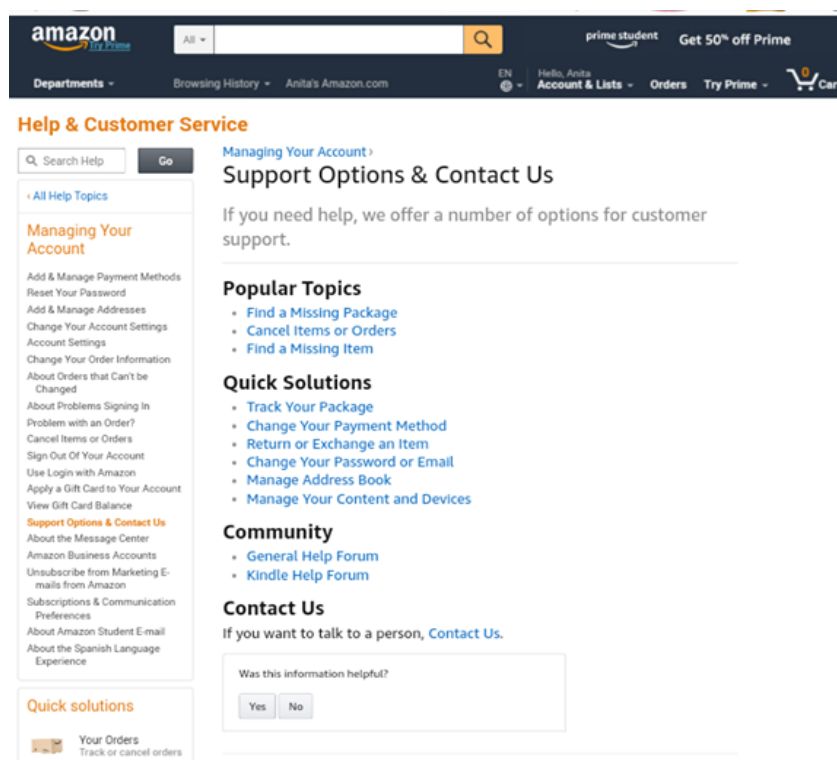 amazon
Try Prime
All
prime student
Get 50% off Prime
Departments
Browsing History
Anita's Amazon.com
EN
Hello, Anita
Account & Lists
Orders
Try Prime
0
Car
Help & Customer Service
Search Help
Go
‹ All Help Topics
Managing Your
Account
Add & Manage Payment Methods
Reset Your Password
Add & Manage Addresses
Change Your Account Settings
Account Settings
Change Your Order Information
About Orders that Can't be
Changed
About Problems Signing In
Problem with an Order?
Cancel Items or Orders
Sign Out Of Your Account
Use Login with Amazon
Apply a Gift Card to Your Account
View Gift Card Balance
Support Options & Contact Us
About the Message Center
Amazon Business Accounts
Unsubscribe from Marketing E-
mails from Amazon
Subscriptions & Communication
Preferences
About Amazon Student E-mail
About the Spanish Language
Experience
Quick solutions
Your Orders
Track or cancel orders
Managing Your Account ›
Support Options & Contact Us
If you need help, we offer a number of options for customer
support.
Popular Topics
• Find a Missing Package
• Cancel Items or Orders
• Find a Missing Item
Quick Solutions
• Track Your Package
• Change Your Payment Method
• Return or Exchange an Item
• Change Your Password or Email
• Manage Address Book
• Manage Your Content and Devices
Community
• General Help Forum
• Kindle Help Forum
Contact Us
If you want to talk to a person, Contact Us.
Was this information helpful?
Yes
No